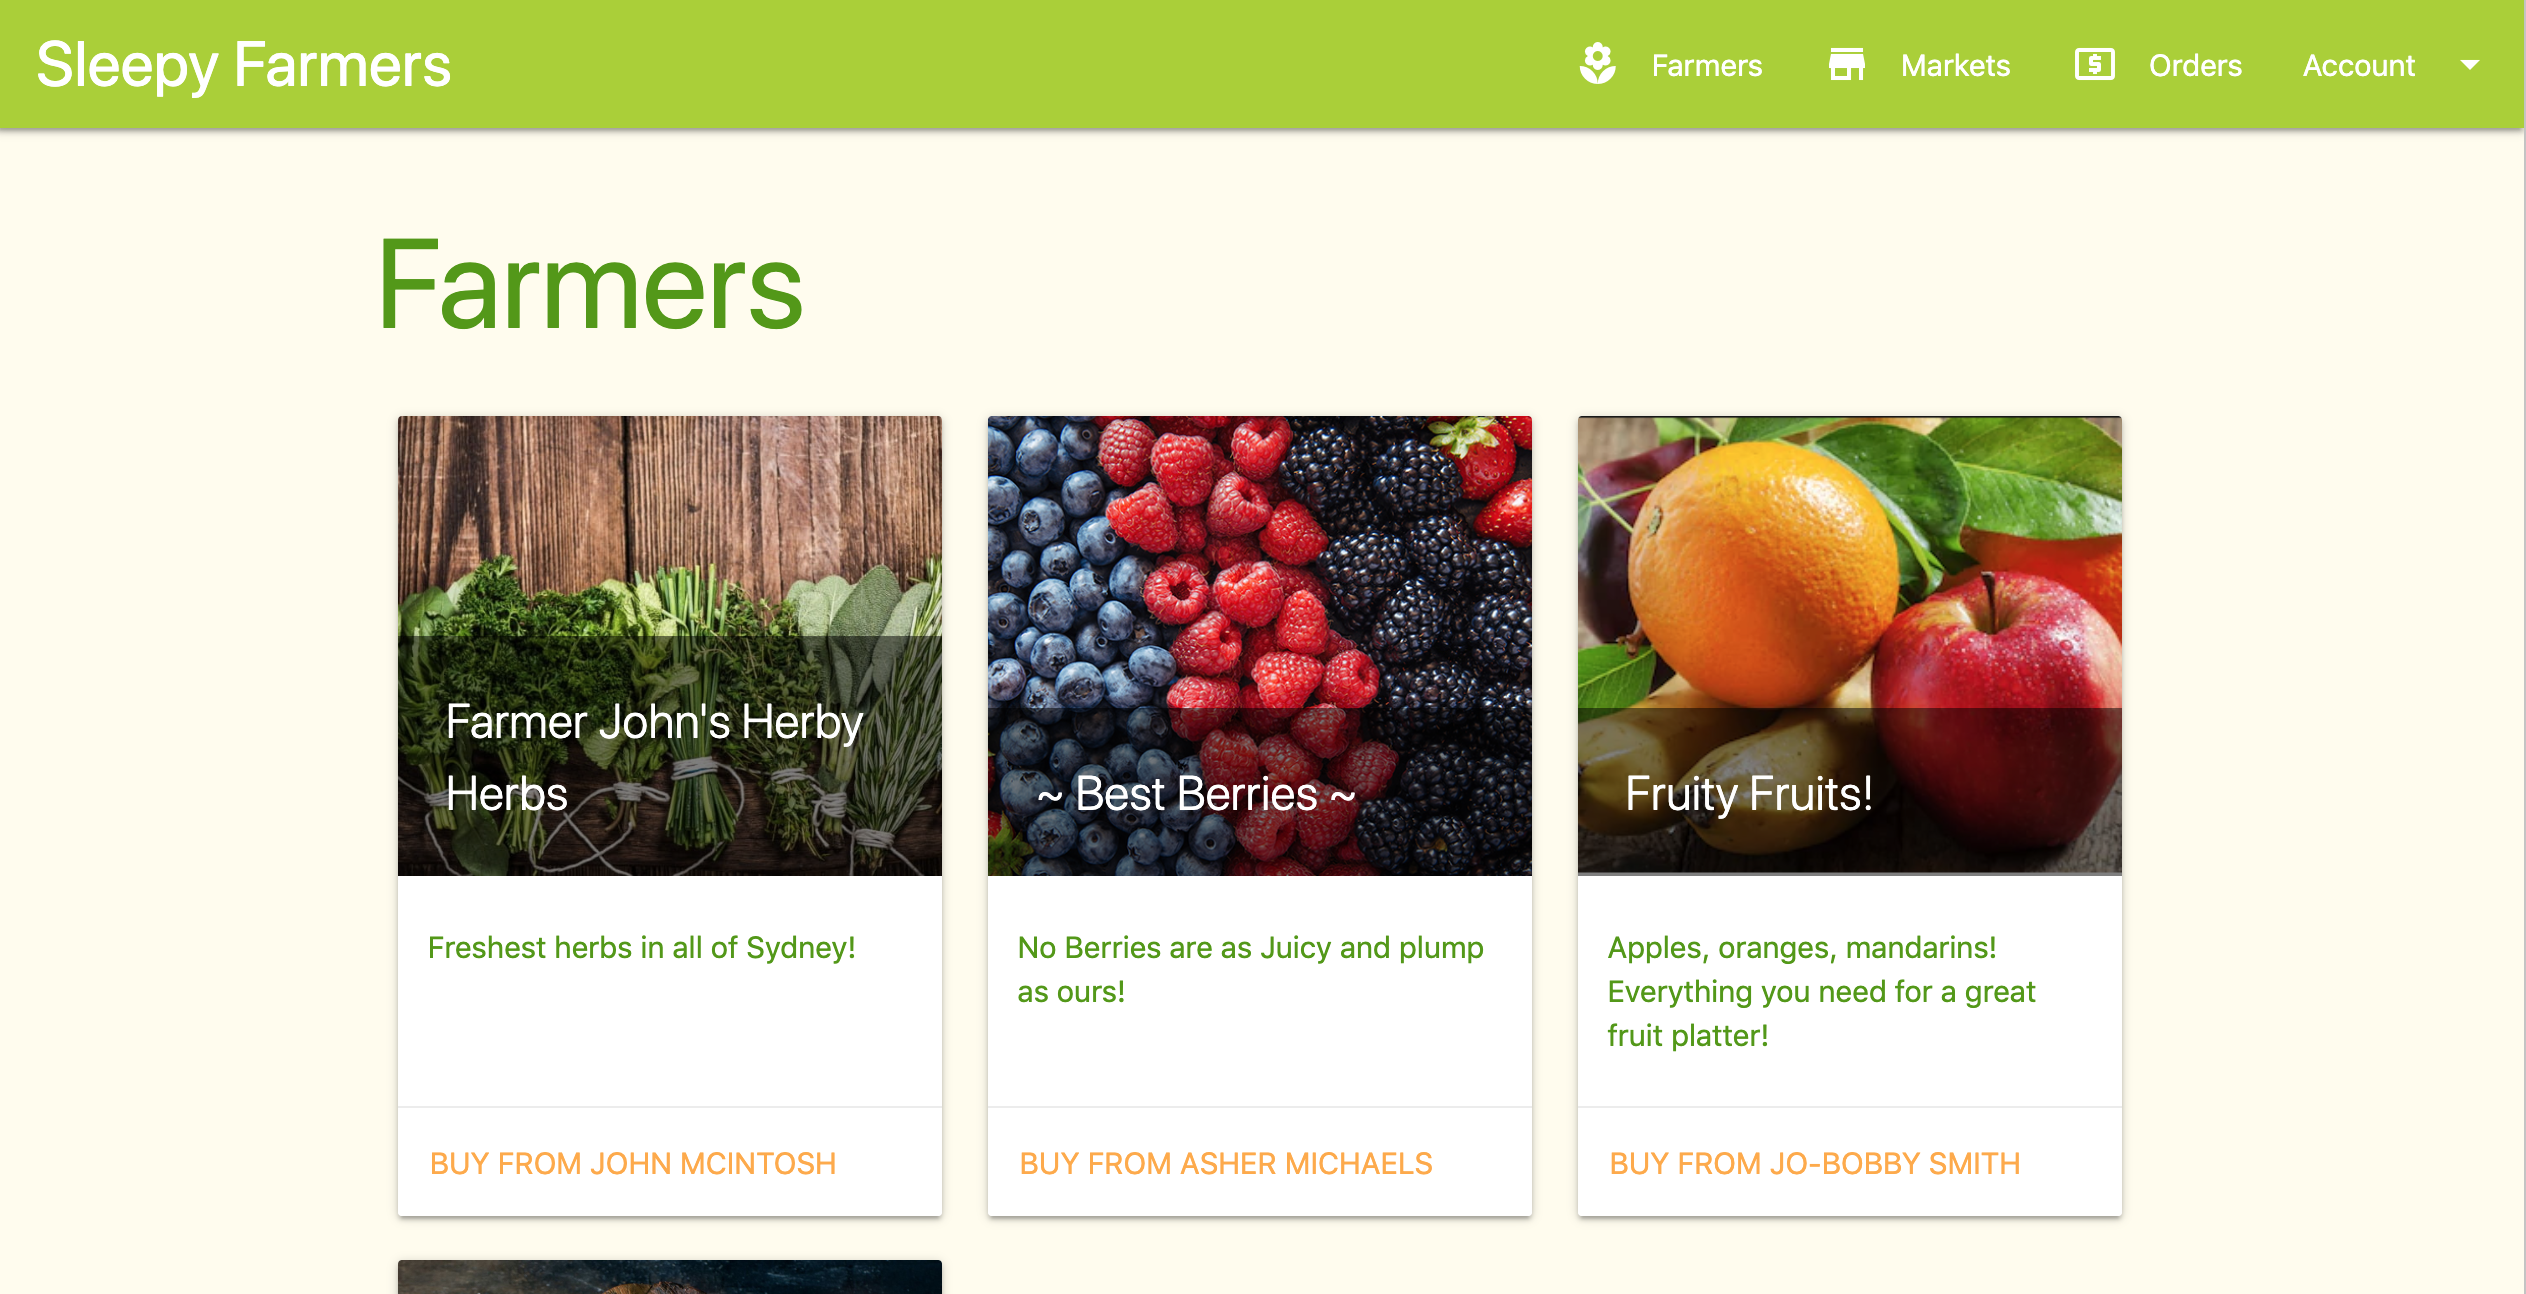 Sleepy Farmers
Farmers
Markets
Orders
Account
Farmers
Farmer John's Herby
Herbs
Freshest herbs in all of Sydney!
BUY FROM JOHN MCINTOSH
~ Best Berries ~
No Berries are as Juicy and plump
as ours!
BUY FROM ASHER MICHAELS
Fruity Fruits!
Apples, oranges, mandarins!
Everything you need for a great
fruit platter!
BUY FROM JO-BOBBY SMITH